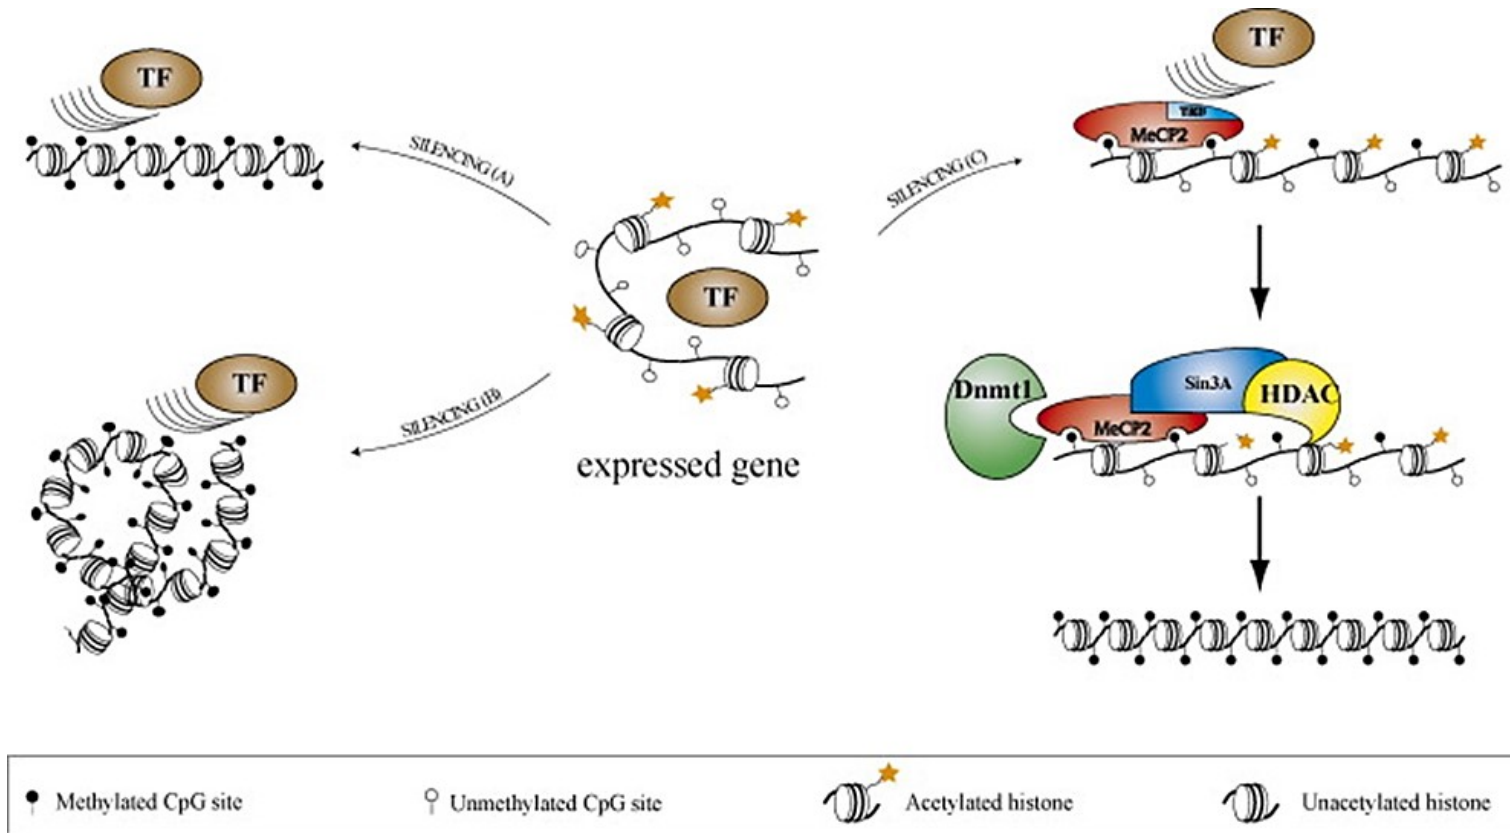 TF
TF
SILENCING (A)
SILENCING (C)
TRD
MeCP2
TF
TF
SILENCING (B)
expressed gene
Dnmt1
MeCP2
Sin3A
HDAC
Methylated CpG site
Unmethylated CpG site
Acetylated histone
Unacetylated histone